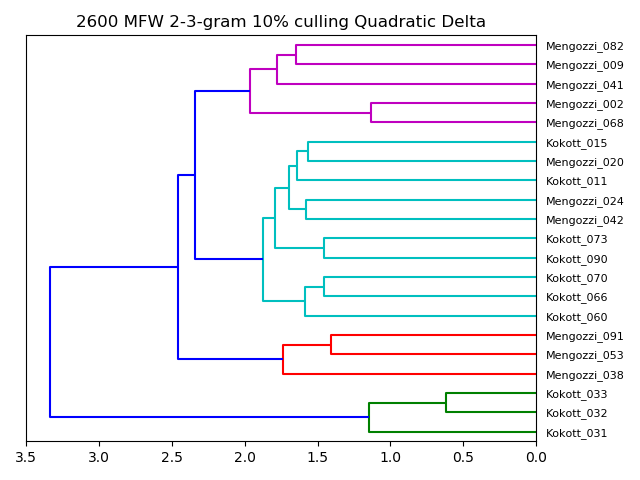 2600 MFW 2-3-gram 10% culling Quadratic Delta
Mengozzi_082
Mengozzi_009
Mengozzi_041
Mengozzi_002
Mengozzi_068
Kokott_015
Mengozzi_020
Kokott_011
Mengozzi_024
Mengozzi_042
Kokott_073
Kokott_090
Kokott_070
Kokott_066
Kokott_060
Mengozzi_091
Mengozzi_053
Mengozzi_038
Kokott_033
Kokott_032
Kokott_031
3.5 3.0 2.5 2.0 1.5 1.0 0.5 0.0